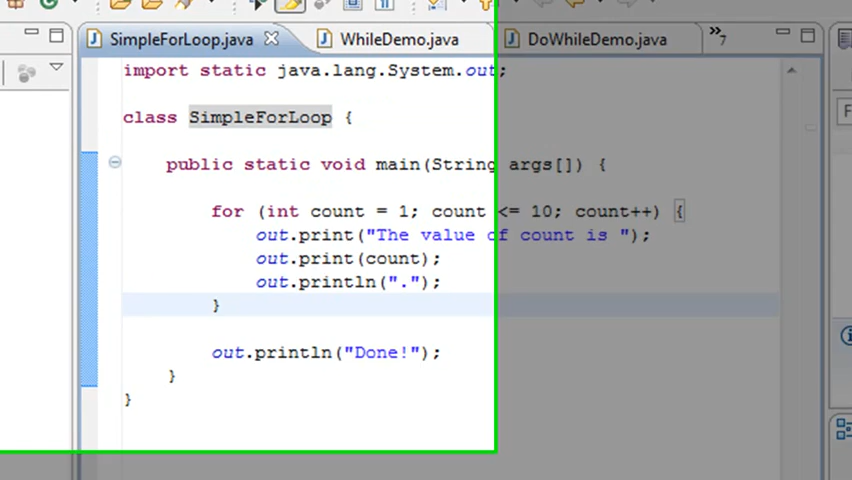 SimpleForLoop.java WhileDemo.java DoWhileDemo.java »7
import static java.lang.System.out;
class SimpleForLoop {
public static void main(String args[]) {
for (int count = 1; count <= 10; count++) {
out.print("The value of count is ");
out.print(count);
out.println(".");
}
out.println("Done!");
}
}
F